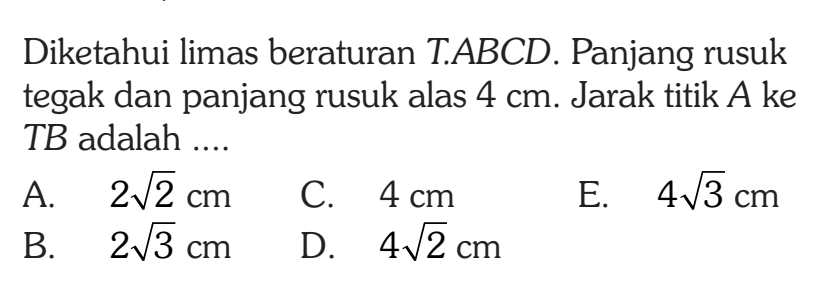 Diketahui limas beraturan T.ABCD. Panjang rusuk
tegak dan panjang rusuk alas 4 cm. Jarak titik A ke
TB adalah ....
A. 2√2 cm C. 4 cm E. 4√3 cm
B. 2√3 cm D. 4√2 cm